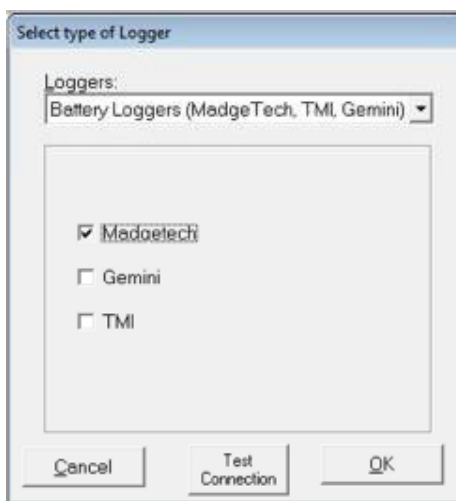 Select type of Logger
Loggers:
Battery Loggers (MadgeTech, TMI, Gemini)
Madgetech
Gemini
TMI
Cancel
Test
Connection
OK